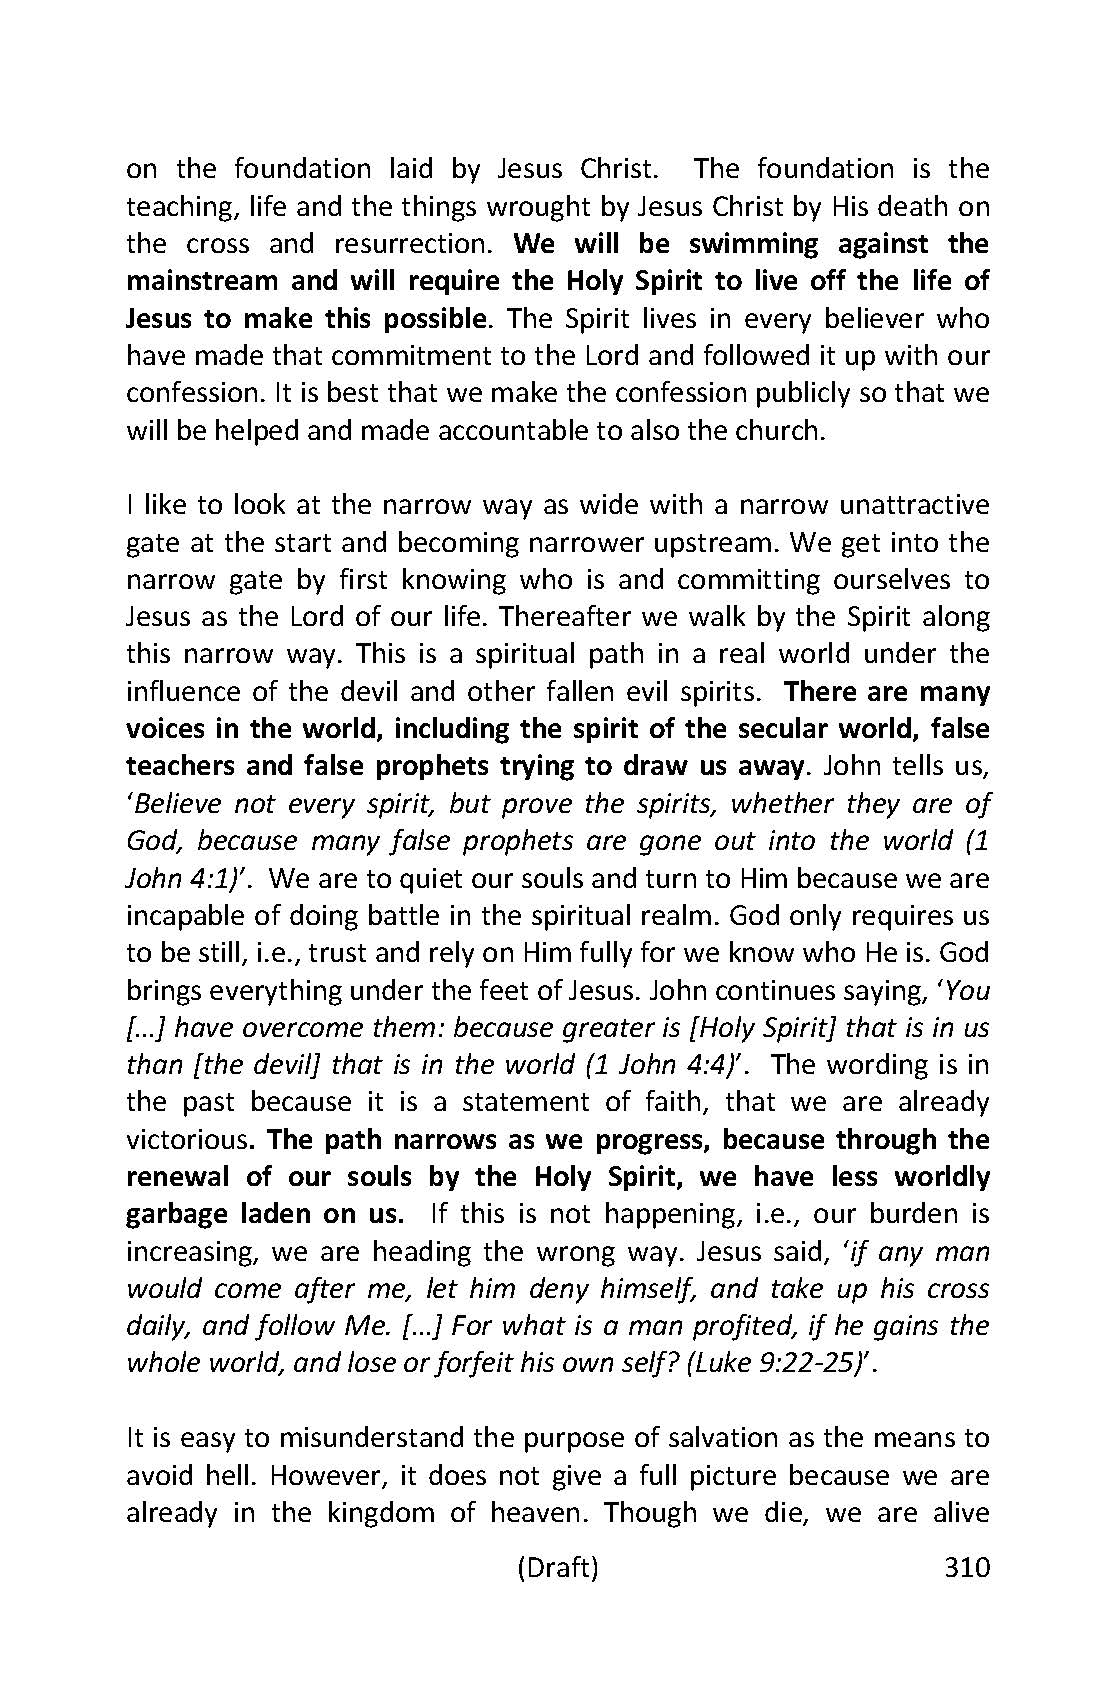 on the foundation laid by Jesus Christ. The foundation is the
teaching, life and the things wrought by Jesus Christ by His death on
the cross and resurrection. We will be swimming against the
mainstream and will require the Holy Spirit to live off the life of
Jesus to make this possible. The Spirit lives in every believer who
have made that commitment to the Lord and followed it up with our
confession. It is best that we make the confession publicly so that we
will be helped and made accountable to also the church.

I like to look at the narrow way as wide with a narrow unattractive
gate at the start and becoming narrower upstream. We get into the
narrow gate by first knowing who is and committing ourselves to
Jesus as the Lord of our life. Thereafter we walk by the Spirit along
this narrow way. This is a spiritual path in a real world under the
influence of the devil and other fallen evil spirits. There are many
voices in the world, including the spirit of the secular world, false
teachers and false prophets trying to draw us away. John tells us,
‘Believe not every spirit, but prove the spirits, whether they are of
God, because many false prophets are gone out into the world (1
John 4:1)’. We are to quiet our souls and turn to Him because we are
incapable of doing battle in the spiritual realm. God only requires us
to be still, i.e., trust and rely on Him fully for we know who He is. God
brings everything under the feet of Jesus. John continues saying, ‘You
[…] have overcome them: because greater is [Holy Spirit] that is in us
than [the devil] that is in the world (1 John 4:4)’. The wording is in
the past because it is a statement of faith, that we are already
victorious. The path narrows as we progress, because through the
renewal of our souls by the Holy Spirit, we have less worldly
garbage laden on us. If this is not happening, i.e., our burden is
increasing, we are heading the wrong way. Jesus said, ‘if any man
would come after me, let him deny himself, and take up his cross
daily, and follow Me. […] For what is a man profited, if he gains the
whole world, and lose or forfeit his own self? (Luke 9:22-25)’.

It is easy to misunderstand the purpose of salvation as the means to
avoid hell. However, it does not give a full picture because we are
already in the kingdom of heaven. Though we die, we are alive
(Draft) 310